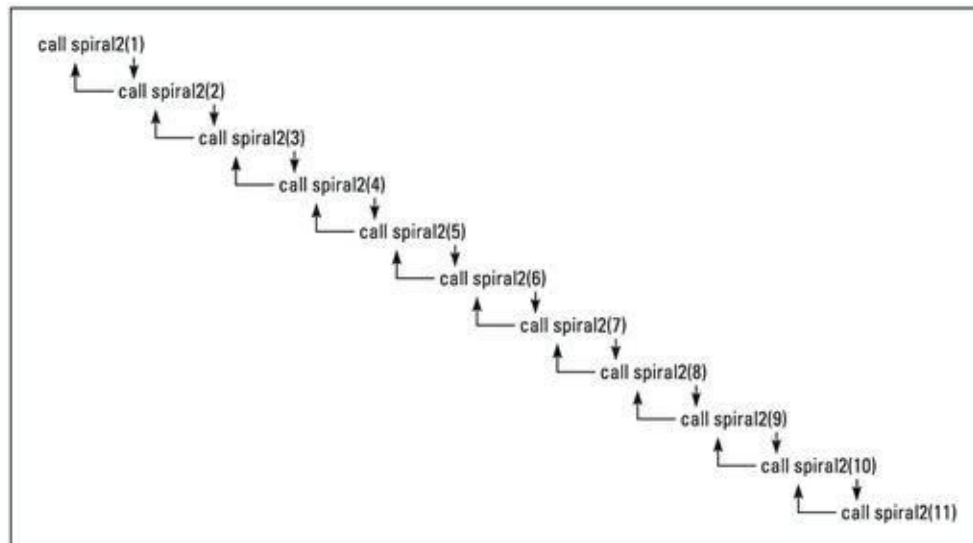 call spiral2(1)
call spiral2(2)
call spiral2(3)
call spiral2(4)
call spiral2(5)
call spiral2(6)
call spiral2(7)
call spiral2(8)
call spiral2(9)
call spiral2(10)
call spiral2(11)